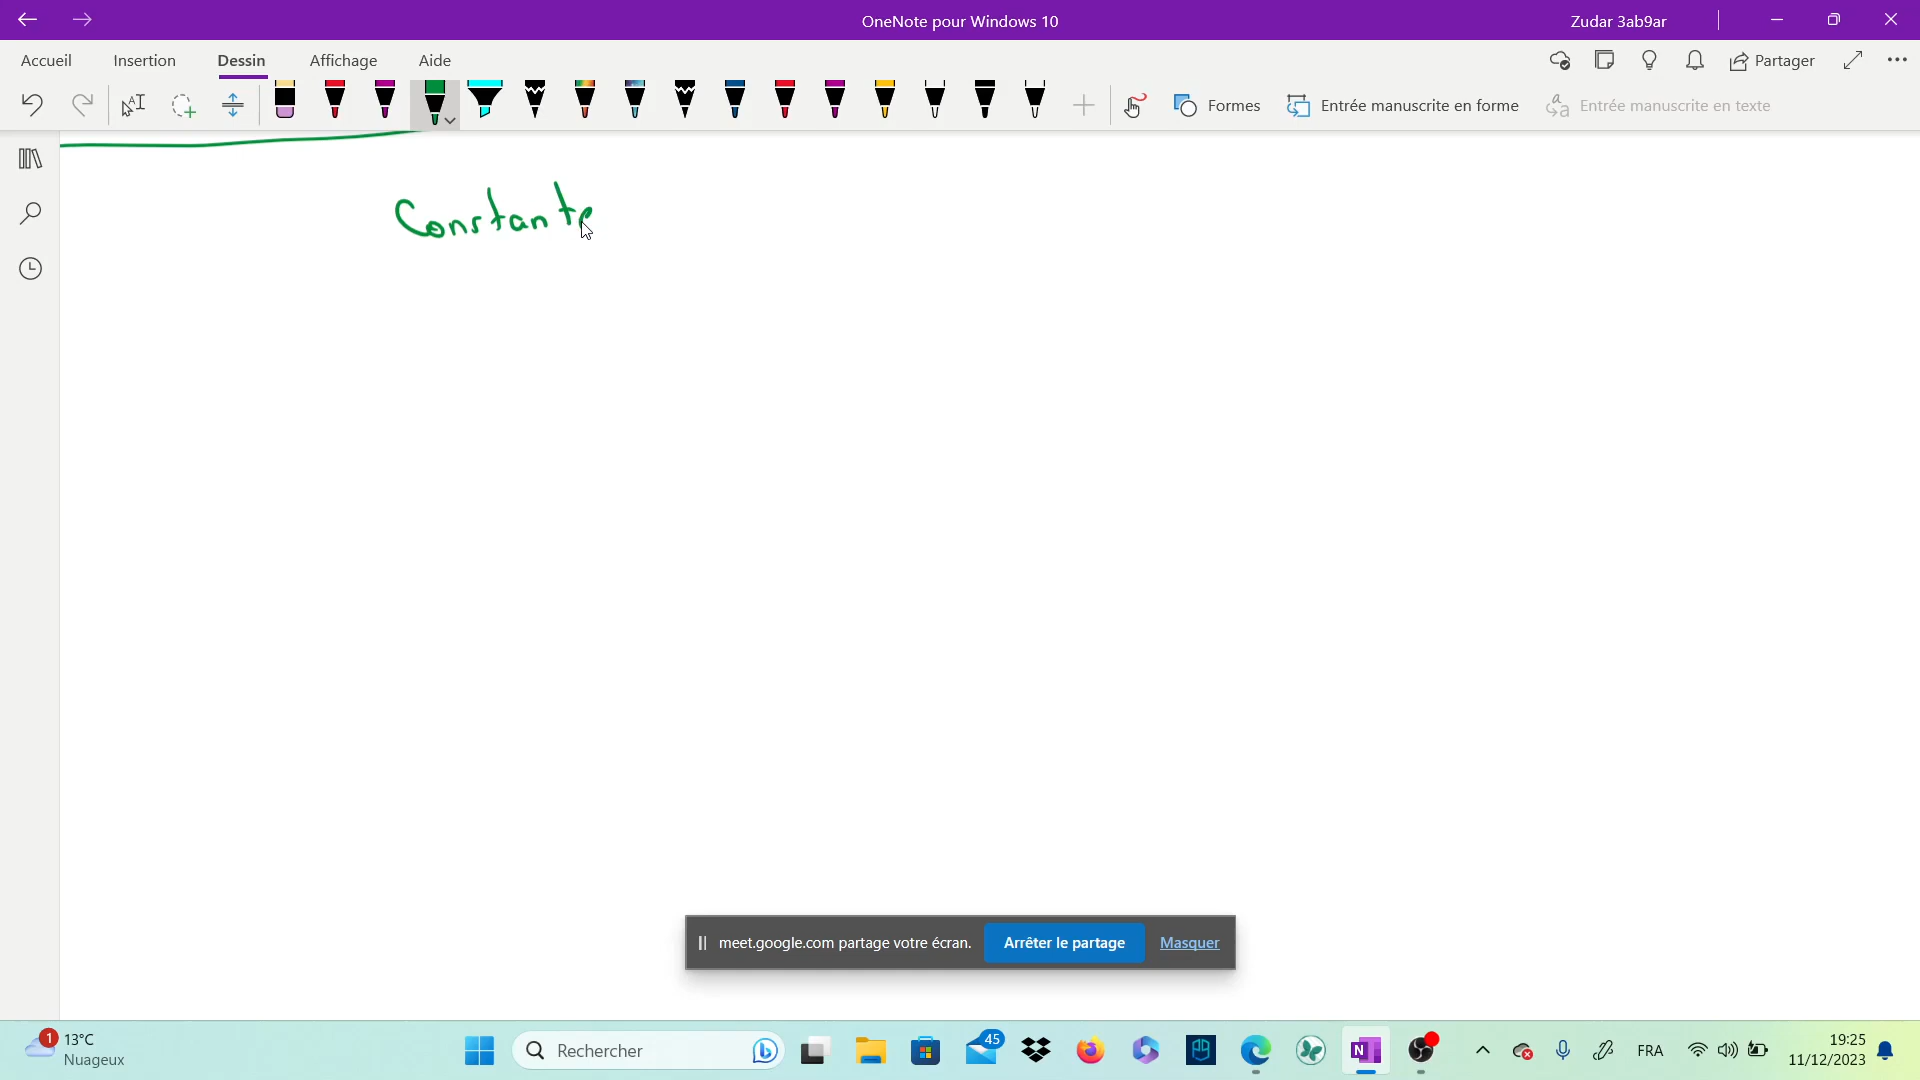 OneNote pour Windows 10
Zudar 3ab9ar
Accueil Insertion Dessin Affichage Aide
Partager
Formes Entrée manuscrite en forme Entrée manuscrite en texte
Constante
meet.google.com partage votre écran. Arrêter le partage Masquer
1 13°C
Nuageux
Rechercher
45
FRA
19:25
11/12/2023